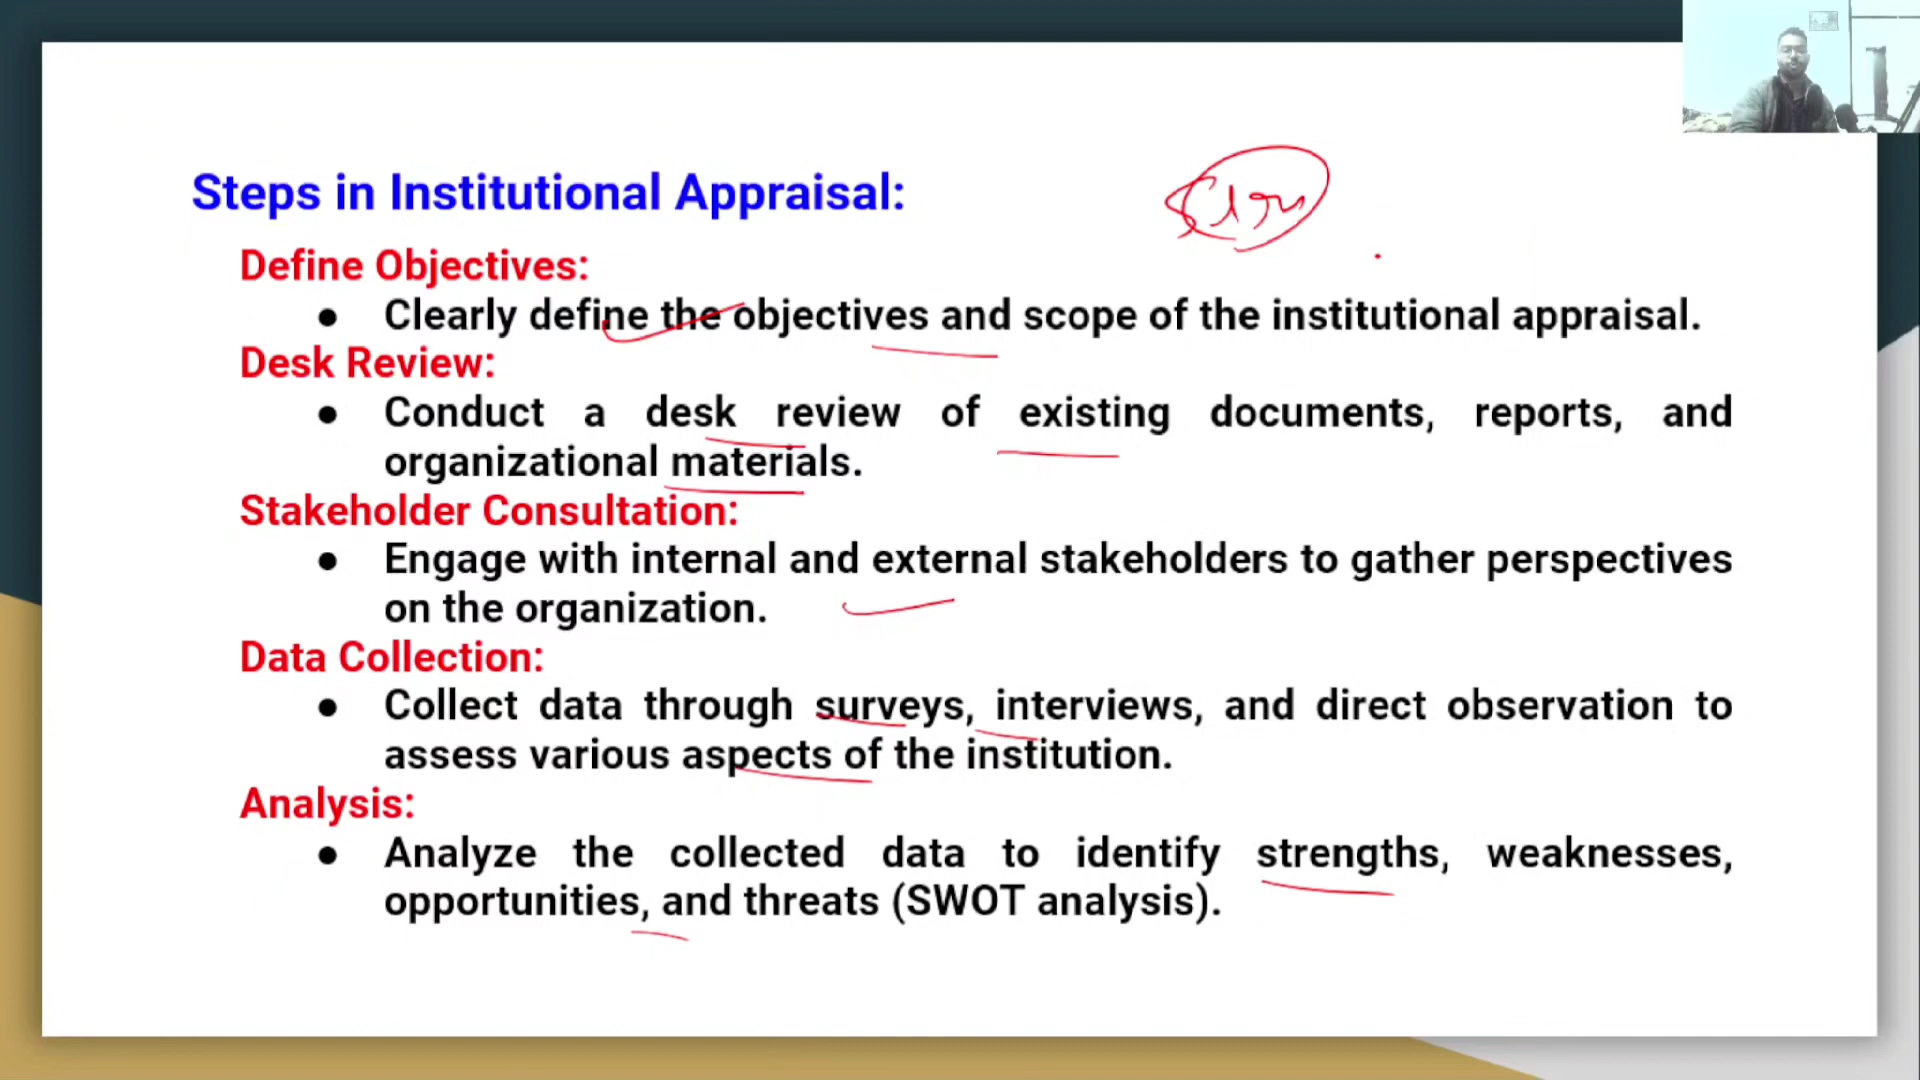 Steps in Institutional Appraisal:
Define Objectives:
● Clearly define the objectives and scope of the institutional appraisal.
Desk Review:
● Conduct a desk review of existing documents, reports, and
organizational materials.
Stakeholder Consultation:
● Engage with internal and external stakeholders to gather perspectives
on the organization.
Data Collection:
● Collect data through surveys, interviews, and direct observation to
assess various aspects of the institution.
Analysis:
● Analyze the collected data to identify strengths, weaknesses,
opportunities, and threats (SWOT analysis).